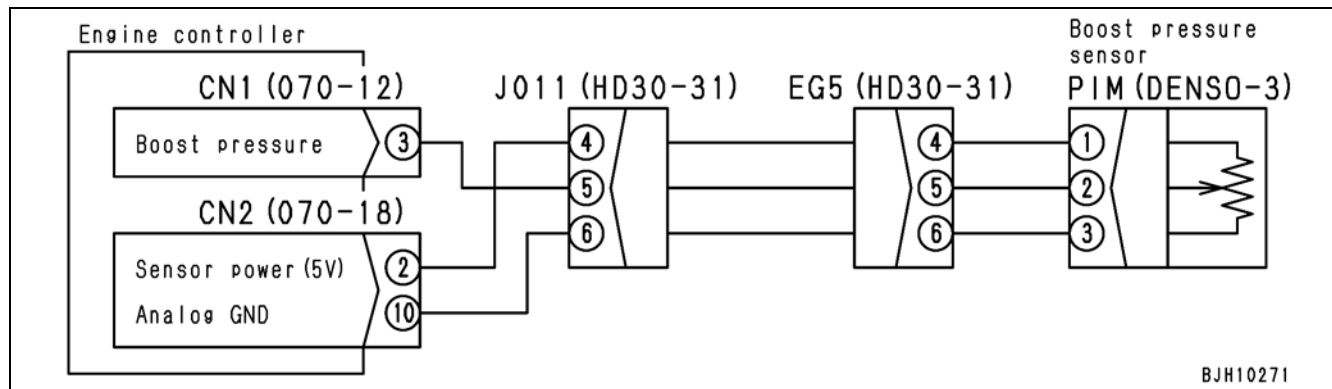 Engine controller
Boost pressure
sensor
CN1 (070-12)
J011 (HD30-31)
EG5 (HD30-31)
PIM (DENSO-3)
Boost pressure
3
4
5
6
4
5
6
1
2
3
CN2 (070-18)
Sensor power (5V)
2
Analog GND
10
BJH10271